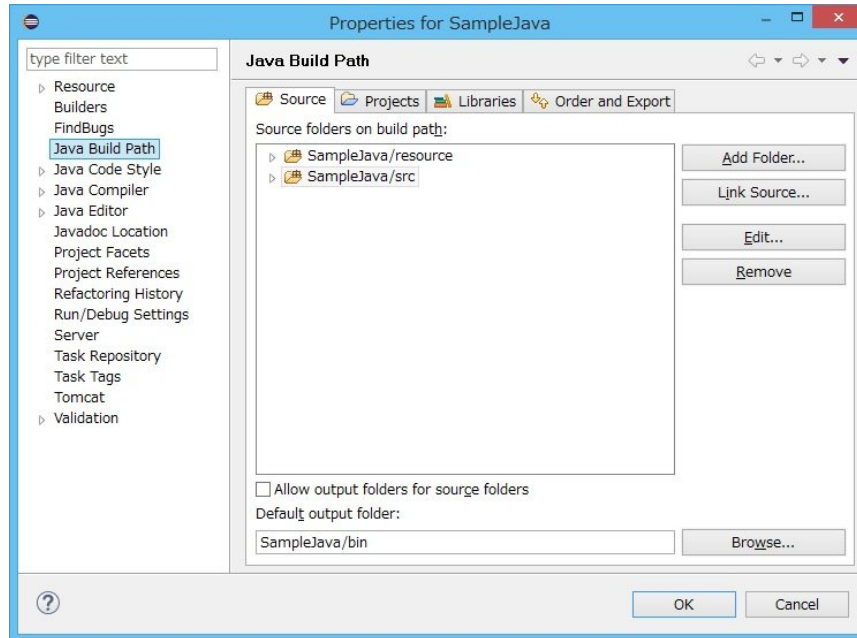 Properties for SampleJava
type filter text
Resource
Builders
FindBugs
Java Build Path
Java Code Style
Java Compiler
Java Editor
Javadoc Location
Project Facets
Project References
Refactoring History
Run/Debug Settings
Server
Task Repository
Task Tags
Tomcat
Validation
Java Build Path
Source Projects Libraries Order and Export
Source folders on build path:
SampleJava/resource
SampleJava/src
Add Folder...
Link Source...
Edit...
Remove
Allow output folders for source folders
Default output folder:
SampleJava/bin
Browse...
OK Cancel